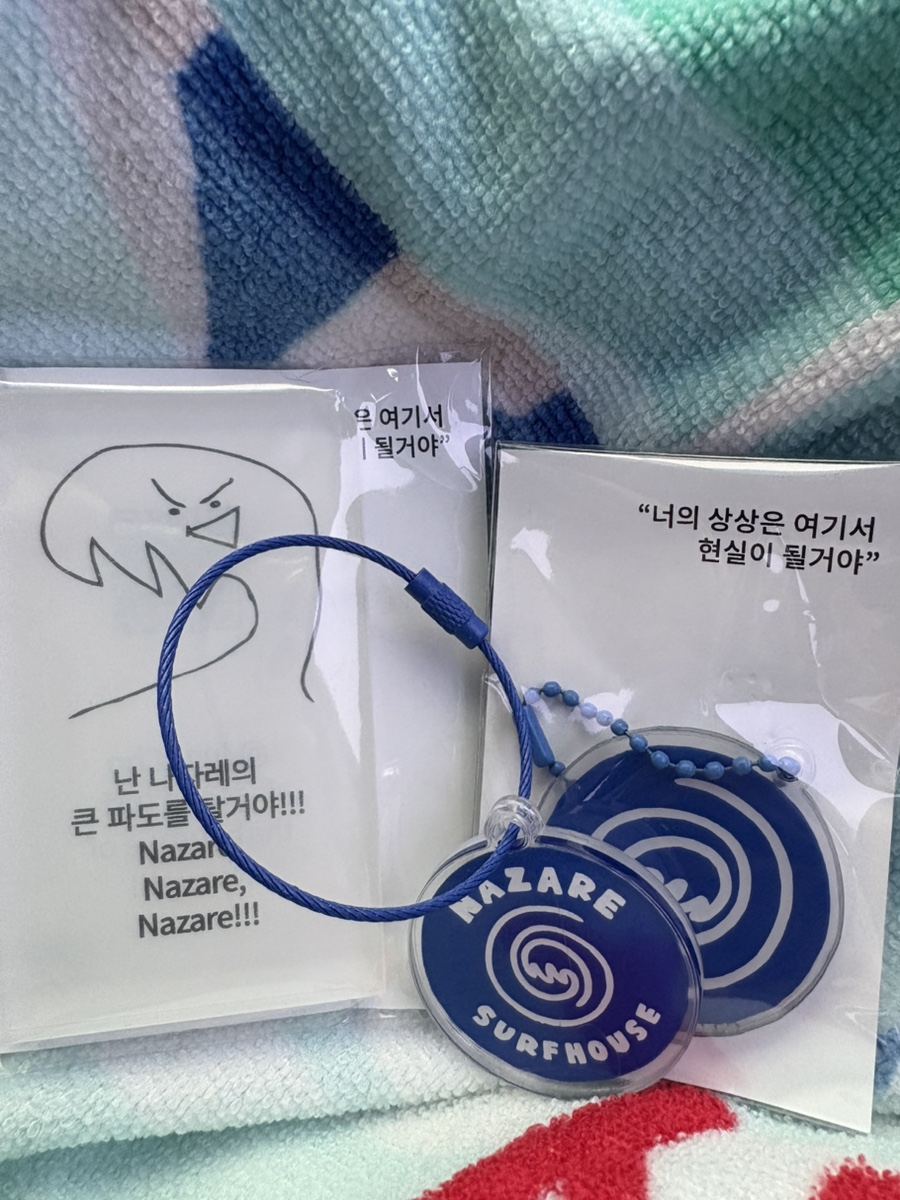 은 여기서
될거야”
난 나자레의
큰 파도를 탈거야!!!
Nazare
Nazare,
Nazare!!!
“너의 상상은 여기서
현실이 될거야”
NAZARE
SURFHOUSE